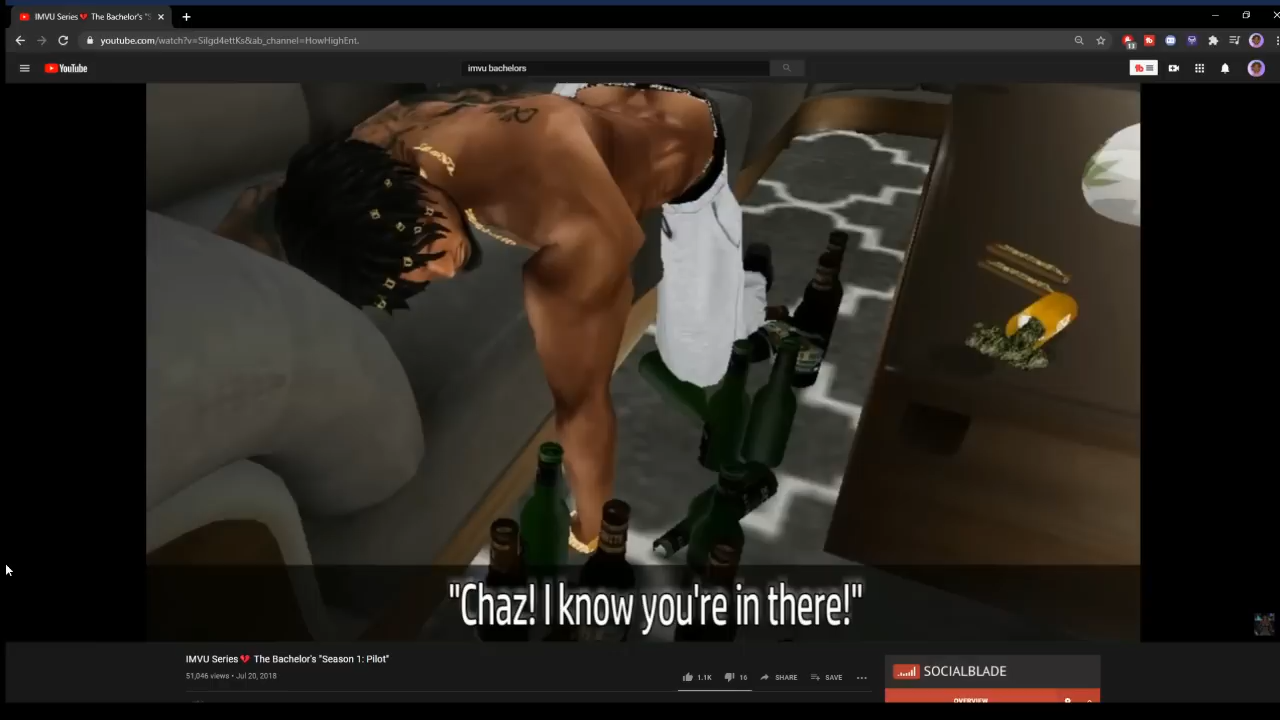 IMVU Series💔 The Bachelor's "S
youtube.com/watch?v=Silgd4ettKs&ab_channel=HowHighEnt.
YouTube
imvu bachelors
"Chaz! I know you're in there!"
IMVU Series💔 The Bachelor's "Season 1: Pilot"
51,046 views • Jul 20, 2018
1.1K
16
SHARE
SAVE
SOCIALBLADE
OVERVIEW